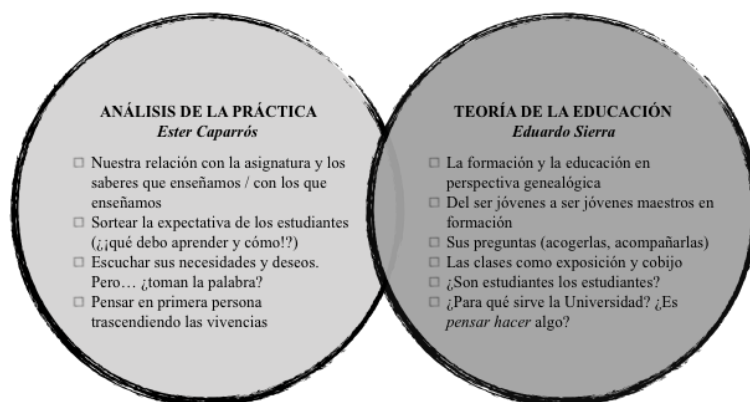 ANÁLISIS DE LA PRÁCTICA
Ester Caparrós
□ Nuestra relación con la asignatura y los
saberes que enseñamos / con los que
enseñamos
□ Sortear la expectativa de los estudiantes
(¿¡qué debo aprender y cómo!?)
□ Escuchar sus necesidades y deseos.
Pero… ¿toman la palabra?
□ Pensar en primera persona
trascendiendo las vivencias
TEORÍA DE LA EDUCACIÓN
Eduardo Sierra
□ La formación y la educación en
perspectiva genealógica
□ Del ser jóvenes a ser jóvenes maestros en
formación
□ Sus preguntas (acogerlas, acompañarlas)
□ Las clases como exposición y cobijo
□ ¿Son estudiantes los estudiantes?
□ ¿Para qué sirve la Universidad? ¿Es
pensar hacer algo?